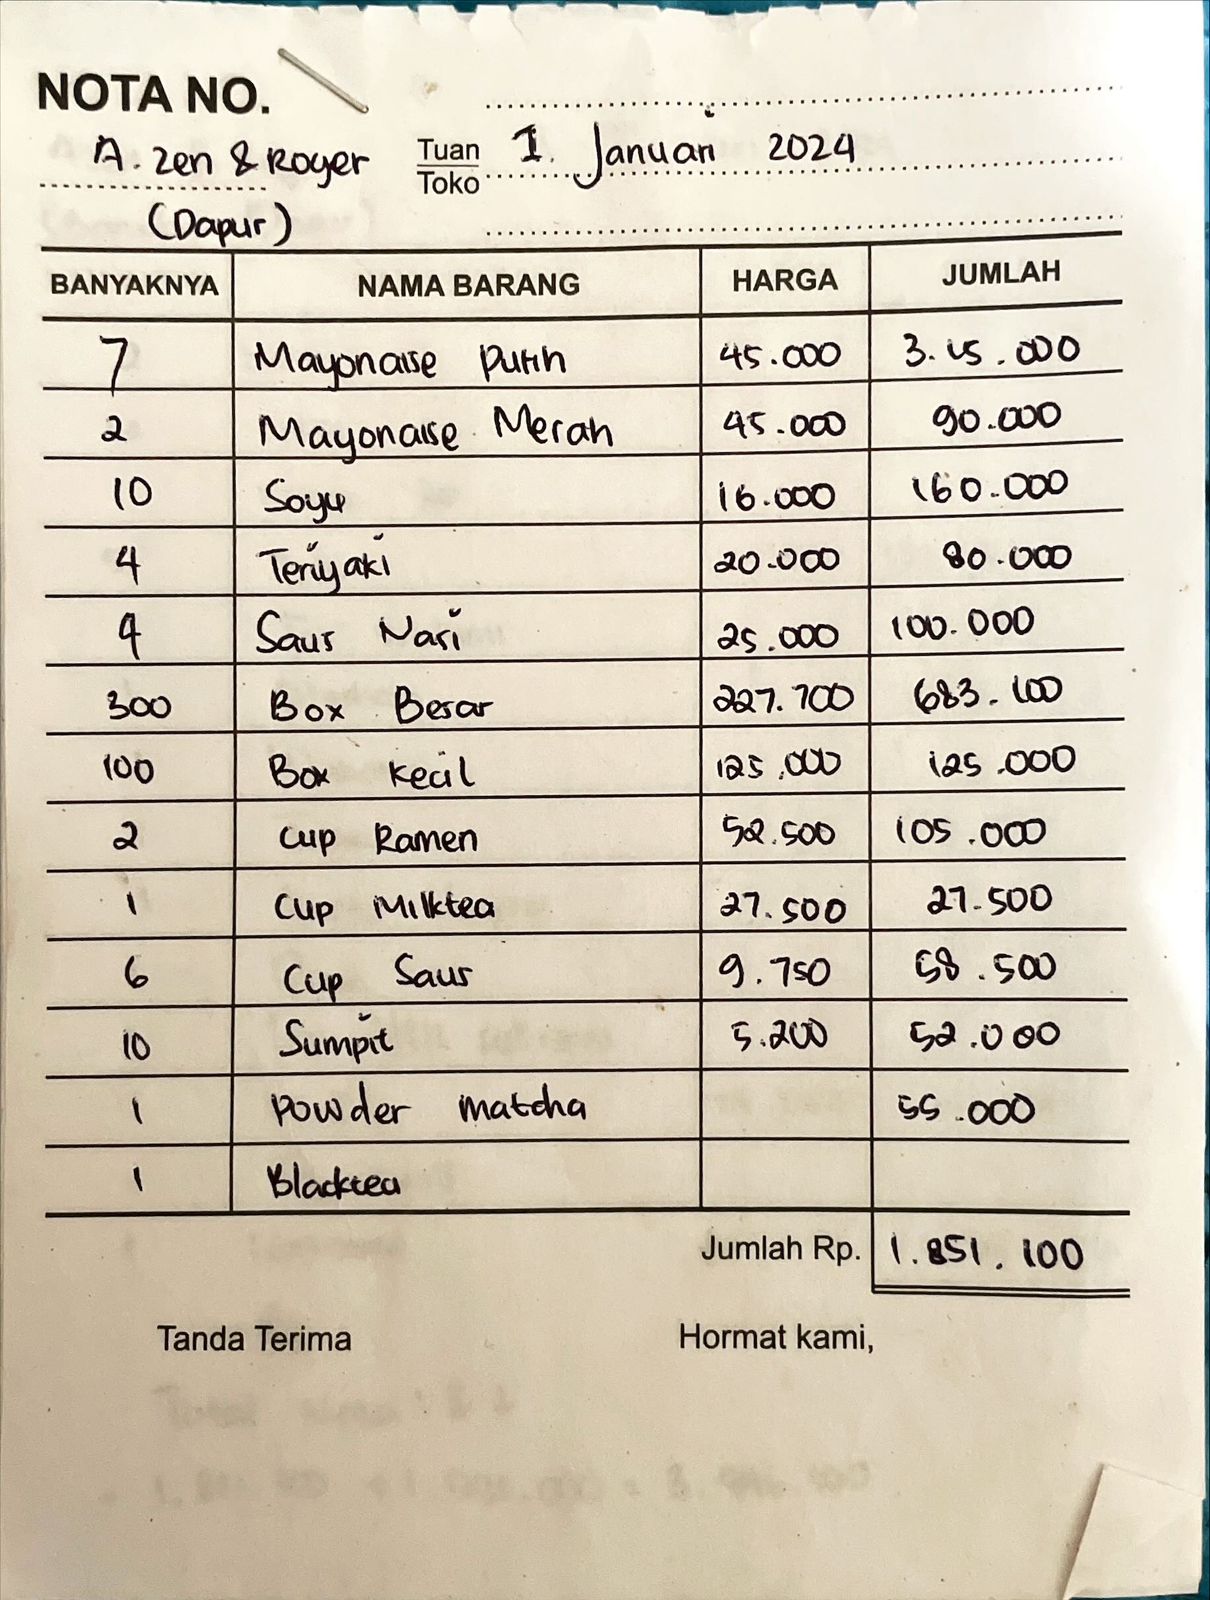 NOTA NO.
A. Zen & Roger Tuan 1. Januari 2024
Toko
(Dapur)
BANYAKNYA NAMA BARANG HARGA JUMLAH
7 Mayonaise Putih 45.000 3.15.000
2 Mayonaise Merah 45.000 90.000
10 Soyu 16.000 160.000
4 Teriyaki 20.000 80.000
4 Saus Nasi 25.000 100.000
300 Box Besar 227.700 683.100
100 Box Kecil 125.000 125.000
2 Cup Ramen 52.500 105.000
1 Cup Milktea 27.500 27.500
6 Cup Saus 9.750 58.500
10 Sumpit 5.200 52.000
1 Powder matcha 55.000
1 Blacktea
Jumlah Rp. 1.851.100
Tanda Terima Hormat kami,